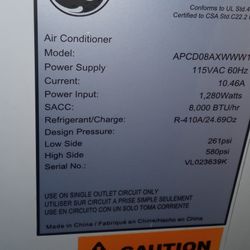 Conforms to UL Std.
Certified to CSA Std.C22.2
Air Conditioner
Model: APCD08AXWWW1
Power Supply 115VAC 60Hz
Current: 10.46A
Power Input: 1,280Watts
SACC: 8,000 BTU/hr
Refrigerant/Charge: R-410A/24.69Oz
Design Pressure:
Low Side 261psi
High Side 580psi
Serial No.: VL023639K
USE ON SINGLE OUTLET CIRCUIT ONLY
UTILISER SUR CIRCUIT A PRISE SIMPLE SEULEMENT
USE EN CIRCUITO CON UN SOLO TOMA CORRIENTE
Made in China / Fabriqué en Chine/Hecho en China
CAUTION